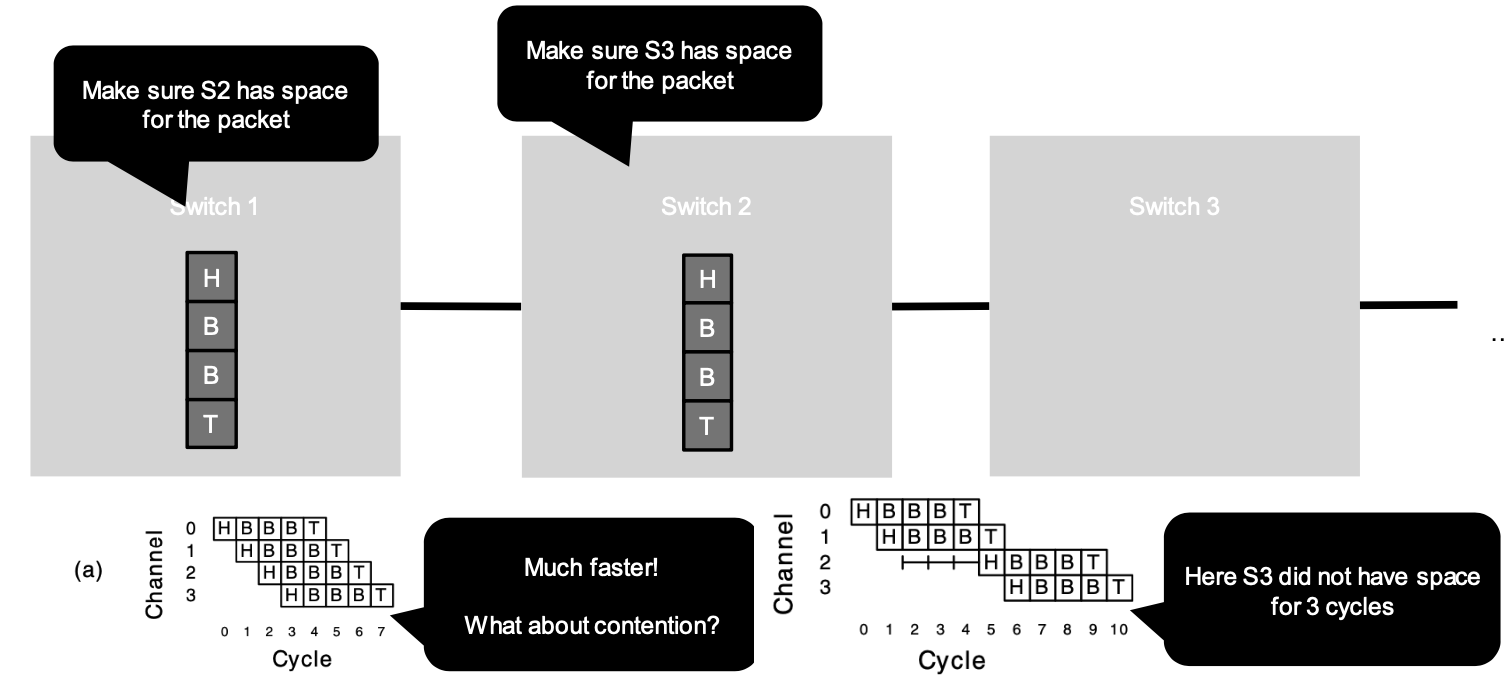 Make sure S2 has space
for the packet
Make sure S3 has space
for the packet
Switch 1
Switch 2
Switch 3
H
B
B
T
H
B
B
T
..
(a)
Channel
0 H B B B T
1 H B B B T
2 H B B B T
3 H B B B T
0 1 2 3 4 5 6 7
Cycle
Much faster!
What about contention?
Channel
0 H B B B T
1 H B B B T
2 H B B B T
3 H B B B T
0 1 2 3 4 5 6 7 8 9 10
Cycle
Here S3 did not have space
for 3 cycles